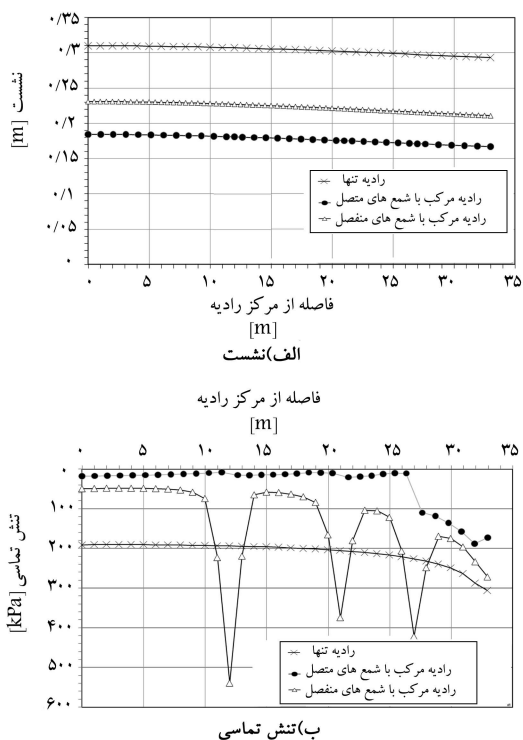 ۰/۳۵
۰/۳
۰/۲۵
۰/۲
۰/۱۵
۰/۱
۰/۰۵
۰
نشست [m]
رادیه تنها
رادیه مرکب با شمع های متصل
رادیه مرکب با شمع های منفصل
۰ ۵ ۱۰ ۱۵ ۲۰ ۲۵ ۳۰ ۳۵
فاصله از مرکز رادیه
[m]
الف)نشست
فاصله از مرکز رادیه
[m]
۰ ۵ ۱۰ ۱۵ ۲۰ ۲۵ ۳۰ ۳۵
۰
۱۰۰
۲۰۰
۳۰۰
۴۰۰
۵۰۰
۶۰۰
تنش تماسی [kPa]
رادیه تنها
رادیه مرکب با شمع های متصل
رادیه مرکب با شمع های منفصل
ب)تنش تماسی